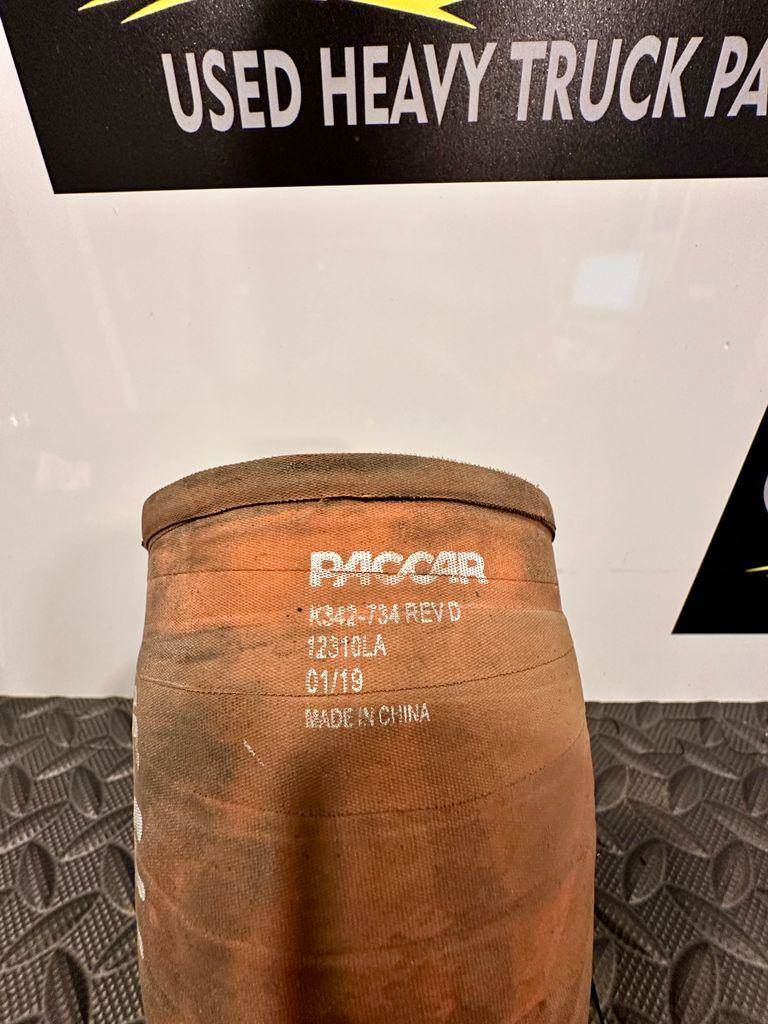 USED HEAVY TRUCK PA
PACCAR
K342-734 REV D
12310LA
01/19
MADE IN CHINA